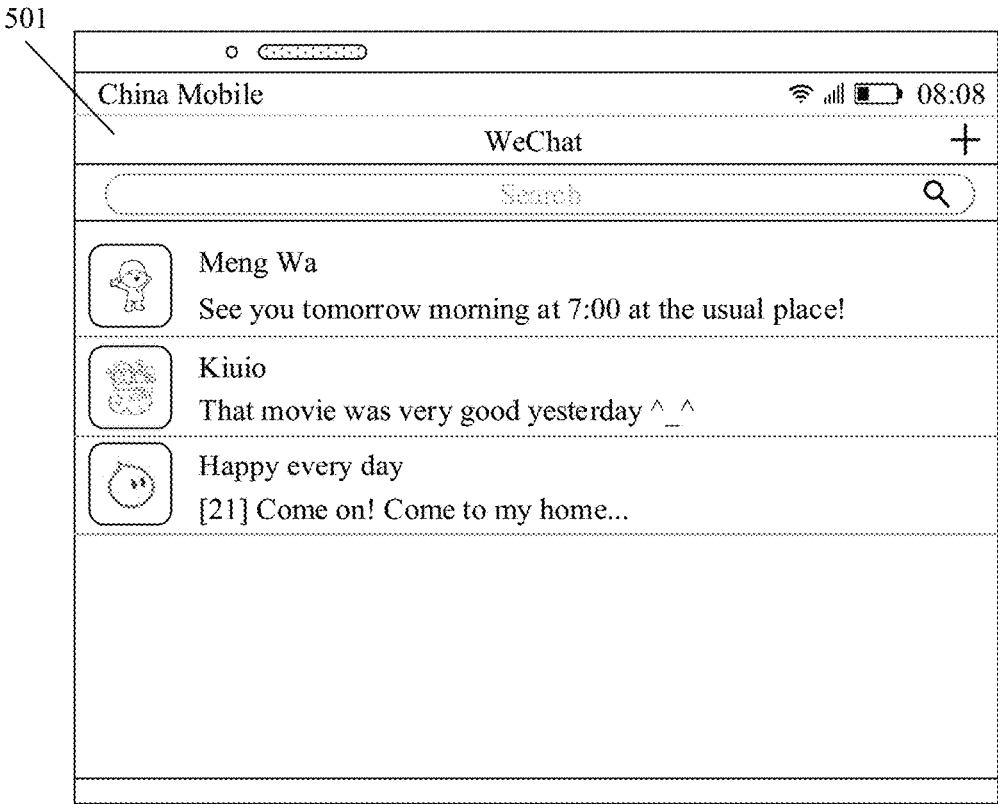 501
China Mobile 08:08
WeChat
Search
Meng Wa
See you tomorrow morning at 7:00 at the usual place!
Kiuio
That movie was very good yesterday ^_^
Happy every day
[21] Come on! Come to my home...